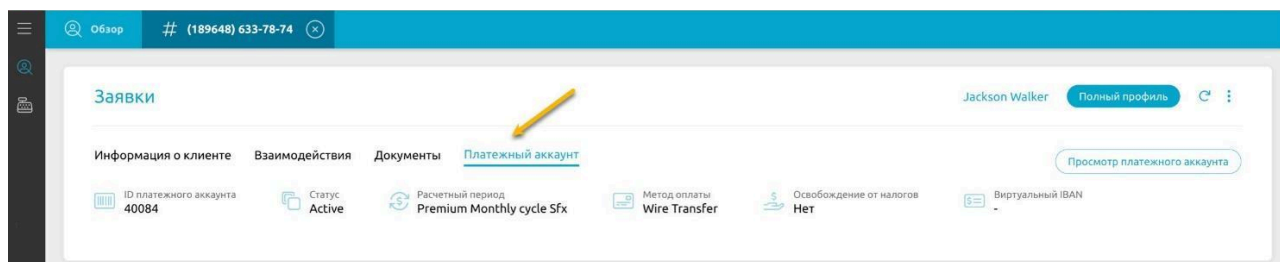 Обзор
# (189648) 633-78-74
Заявки
Jackson Walker
Полный профиль
Информация о клиенте Взаимодействия Документы Платежный аккаунт
Просмотр платежного аккаунта
ID платежного аккаунта
40084
Статус
Active
Расчетный период
Premium Monthly cycle Sfx
Метод оплаты
Wire Transfer
Освобождение от налогов
Нет
Виртуальный IBAN
-